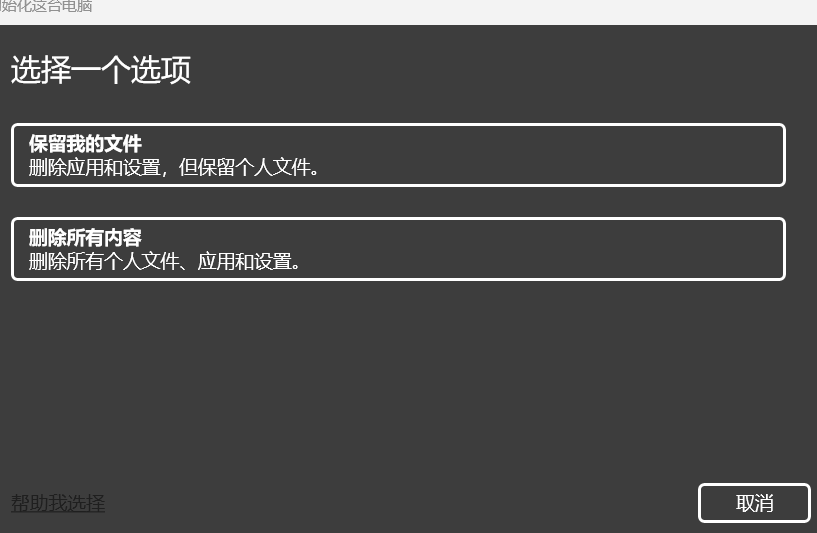 始化这台电脑
选择一个选项
保留我的文件
删除应用和设置，但保留个人文件。
删除所有内容
删除所有个人文件、应用和设置。
帮助我选择
取消